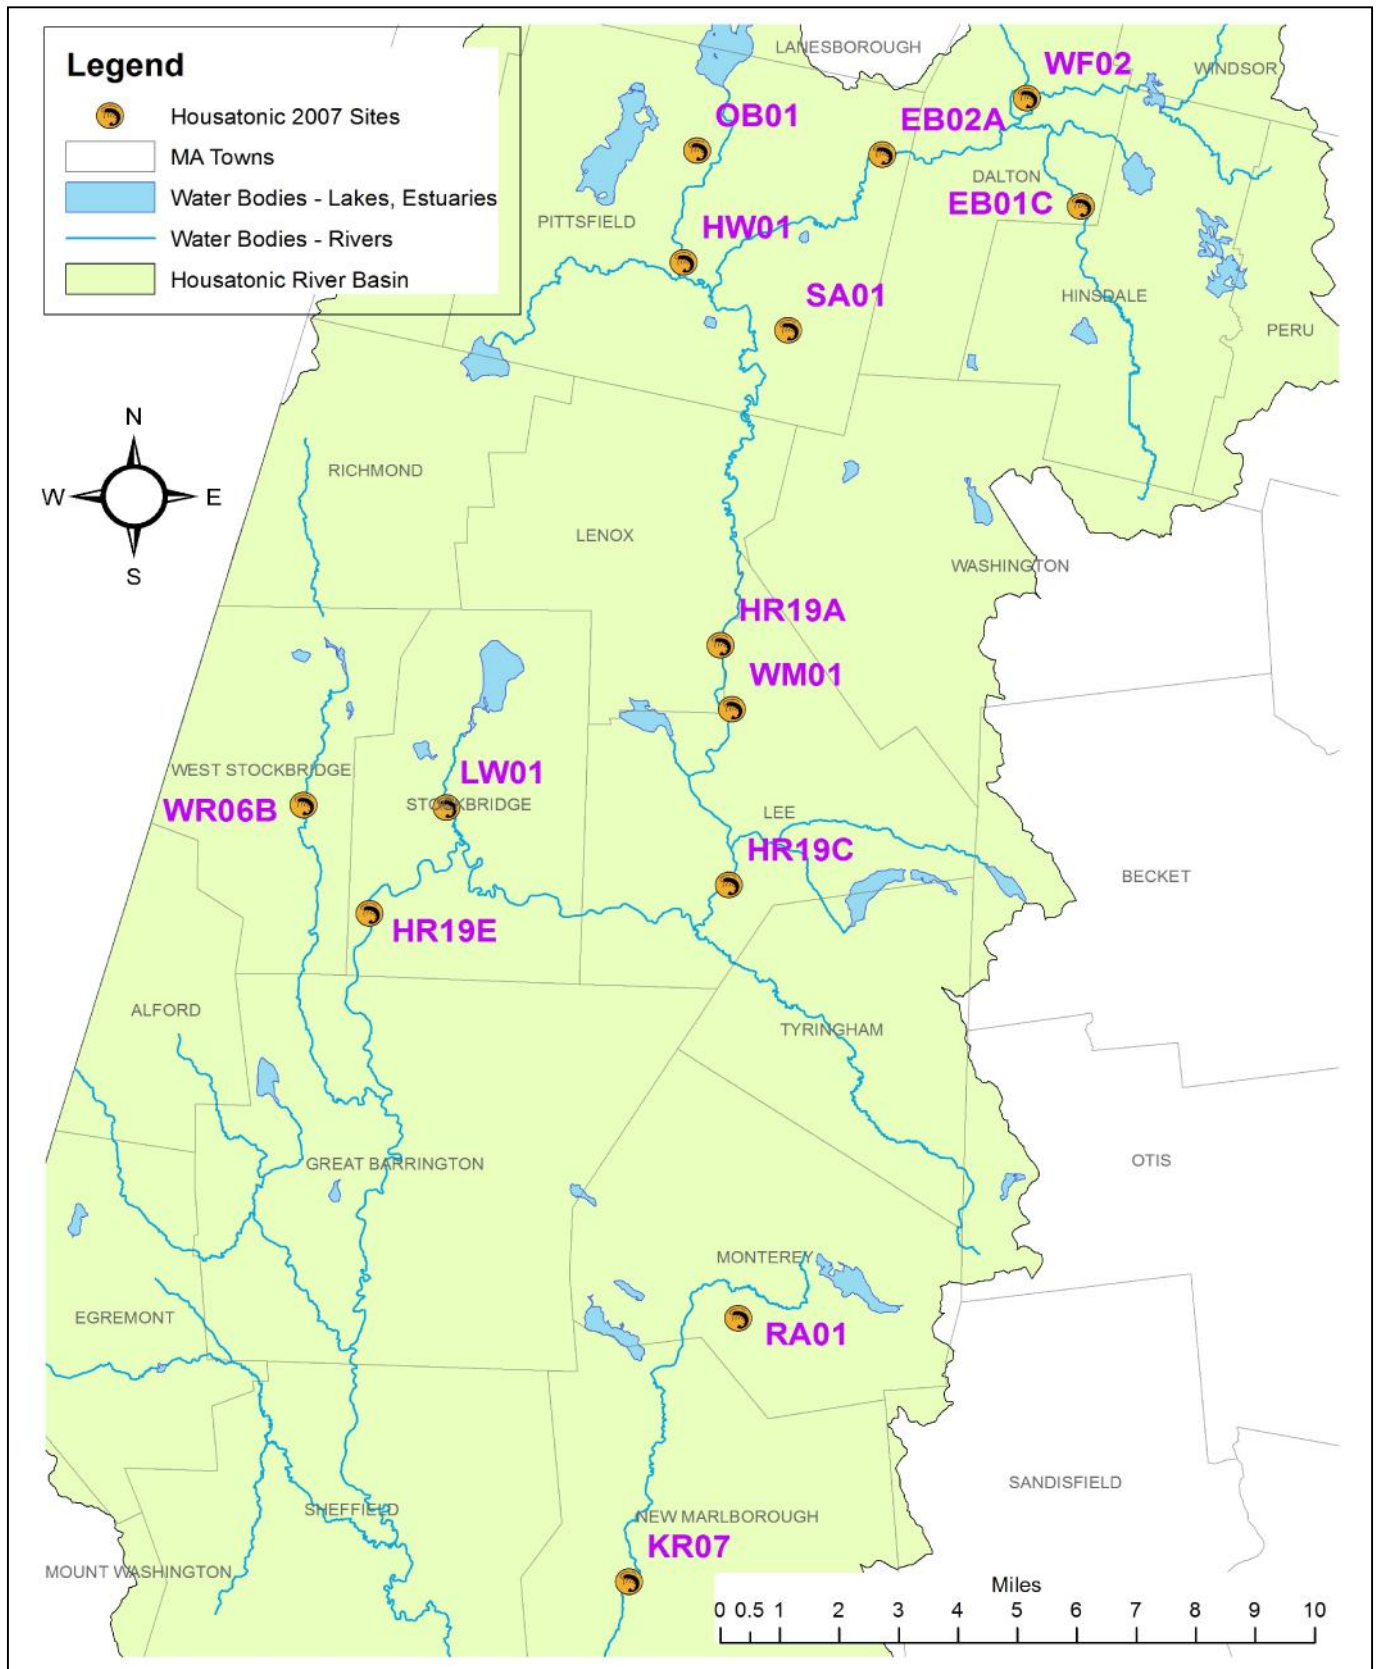 Legend
Housatonic 2007 Sites
MA Towns
Water Bodies - Lakes, Estuaries
Water Bodies - Rivers
Housatonic River Basin
LANESBOROUGH
WF02
WINDSOR
OB01
EB02A
DALTON
EB01C
PITTSFIELD
HW01
SA01
HINSDALE
PERU
N
W
E
S
RICHMOND
LENOX
WASHINGTON
HR19A
WM01
WEST STOCKBRIDGE
LW01
WR06B
STOCKBRIDGE
LEE
HR19C
BECKET
HR19E
ALFORD
TYRINGHAM
GREAT BARRINGTON
OTIS
MONTEREY
EGREMONT
RA01
SANDISFIELD
SHEFFIELD
NEW MARLBOROUGH
KR07
MOUNT WASHINGTON
Miles
0 0.5 1 2 3 4 5 6 7 8 9 10